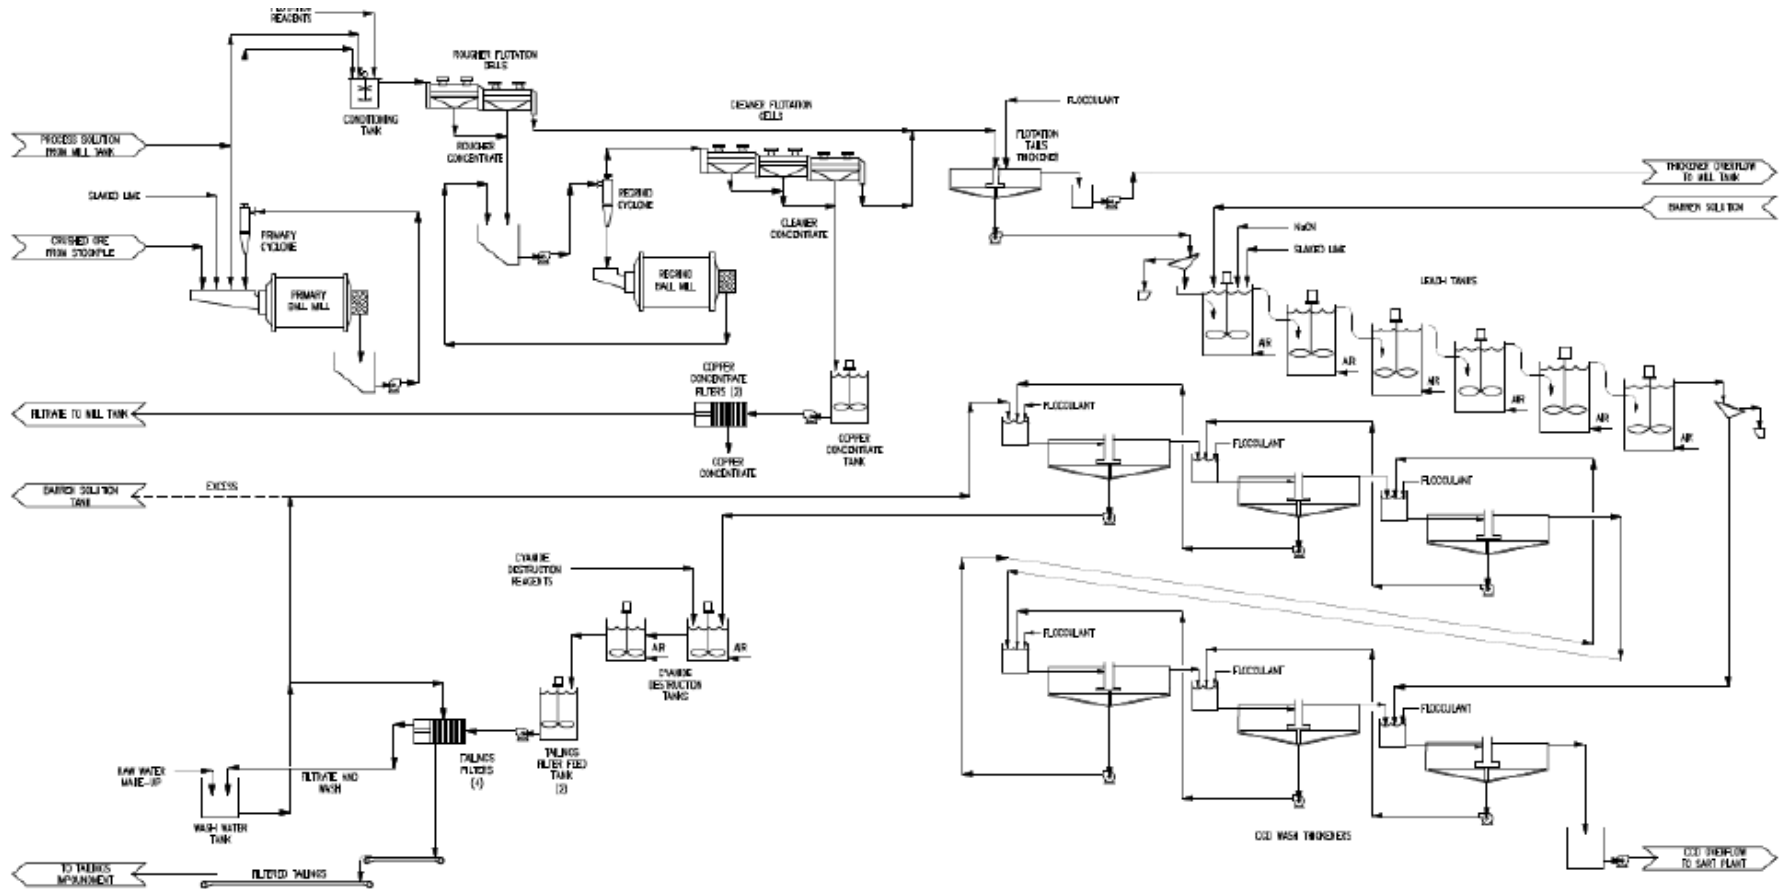 REAGENTS
ROUGHER FLOTATION
CELLS
CLEANER FLOTATION
CELLS
FLOCCULANT
FLOTATION
TAILS
THICKENER
CONDITIONING
TANK
PROCESS SOLUTION
FROM MILL TANK
ROUGHER
CONCENTRATE
THICKENER OVERFLOW
TO MILL TANK
SLAKED LIME
REGRIND
CYCLONE
BARREN SOLUTION
CLEANER
CONCENTRATE
NaCN
SLAKED LIME
PRIMARY
CYCLONE
CRUSHED ORE
FROM STOCKPILE
PRIMARY
BALL MILL
REGRIND
BALL MILL
LEACH TANKS
AIR
AIR
AIR
AIR
AIR
AIR
COPPER
CONCENTRATE
FILTERS (2)
FILTRATE TO MILL TANK
FLOCCULANT
COPPER
CONCENTRATE
TANK
COPPER
CONCENTRATE
FLOCCULANT
FLOCCULANT
BARREN SOLUTION
TANK
EXCESS
CYANIDE
DESTRUCTION
REAGENTS
AIR
AIR
CYANIDE
DESTRUCTION
TANKS
FLOCCULANT
FLOCCULANT
FLOCCULANT
TAILINGS
FILTERS
(4)
TAILINGS
FILTER FEED
TANK
(2)
RAW WATER
MAKE-UP
FILTRATE AND
WASH
WASH WATER
TANK
CCD WASH THICKENERS
CCD OVERFLOW
TO SART PLANT
TO TAILINGS
IMPOUNDMENT
FILTERED TAILINGS